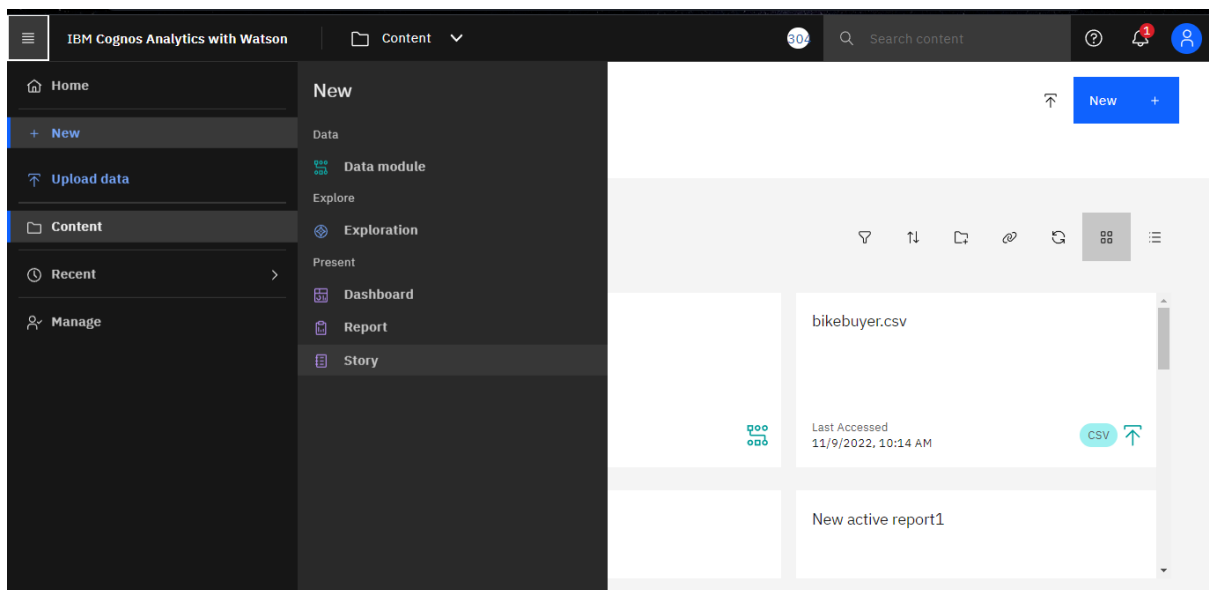 IBM Cognos Analytics with Watson
Content
304
Search content
1
Home
New
Upload data
Content
Recent
Manage
New
Data
Data module
Explore
Exploration
Present
Dashboard
Report
Story
New +
bikebuyer.csv
Last Accessed
11/9/2022, 10:14 AM
CSV
New active report1